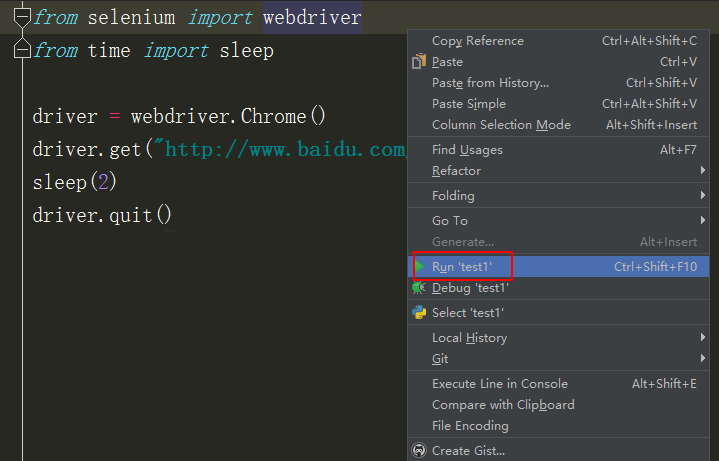 from selenium import webdriver
from time import sleep
driver = webdriver.Chrome()
driver.get("http://www.baidu.com/
sleep(2)
driver.quit()
Copy Reference Ctrl+Alt+Shift+C
Paste Ctrl+V
Paste from History... Ctrl+Shift+V
Paste Simple Ctrl+Alt+Shift+V
Column Selection Mode Alt+Shift+Insert
Find Usages Alt+F7
Refactor
Folding
Go To
Generate... Alt+Insert
Run 'test1' Ctrl+Shift+F10
Debug 'test1'
Select 'test1'
Local History
Git
Execute Line in Console Alt+Shift+E
Compare with Clipboard
File Encoding
Create Gist...